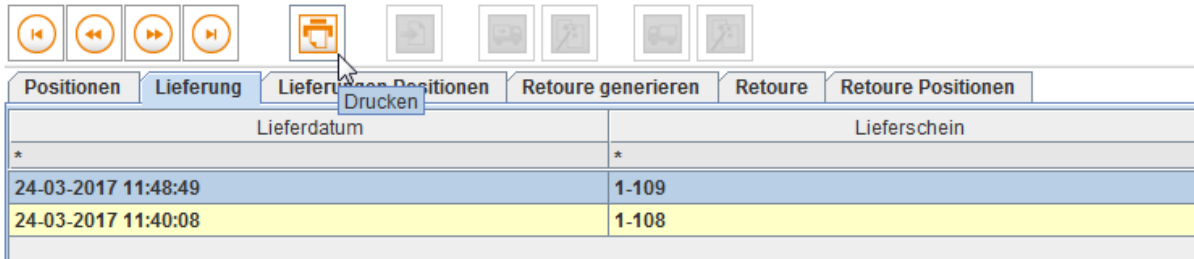 Positionen Lieferung Lieferungen Positionen Retoure generieren Retoure Retoure Positionen
Drucken
Lieferdatum Lieferschein
* *
24-03-2017 11:48:49 1-109
24-03-2017 11:40:08 1-108